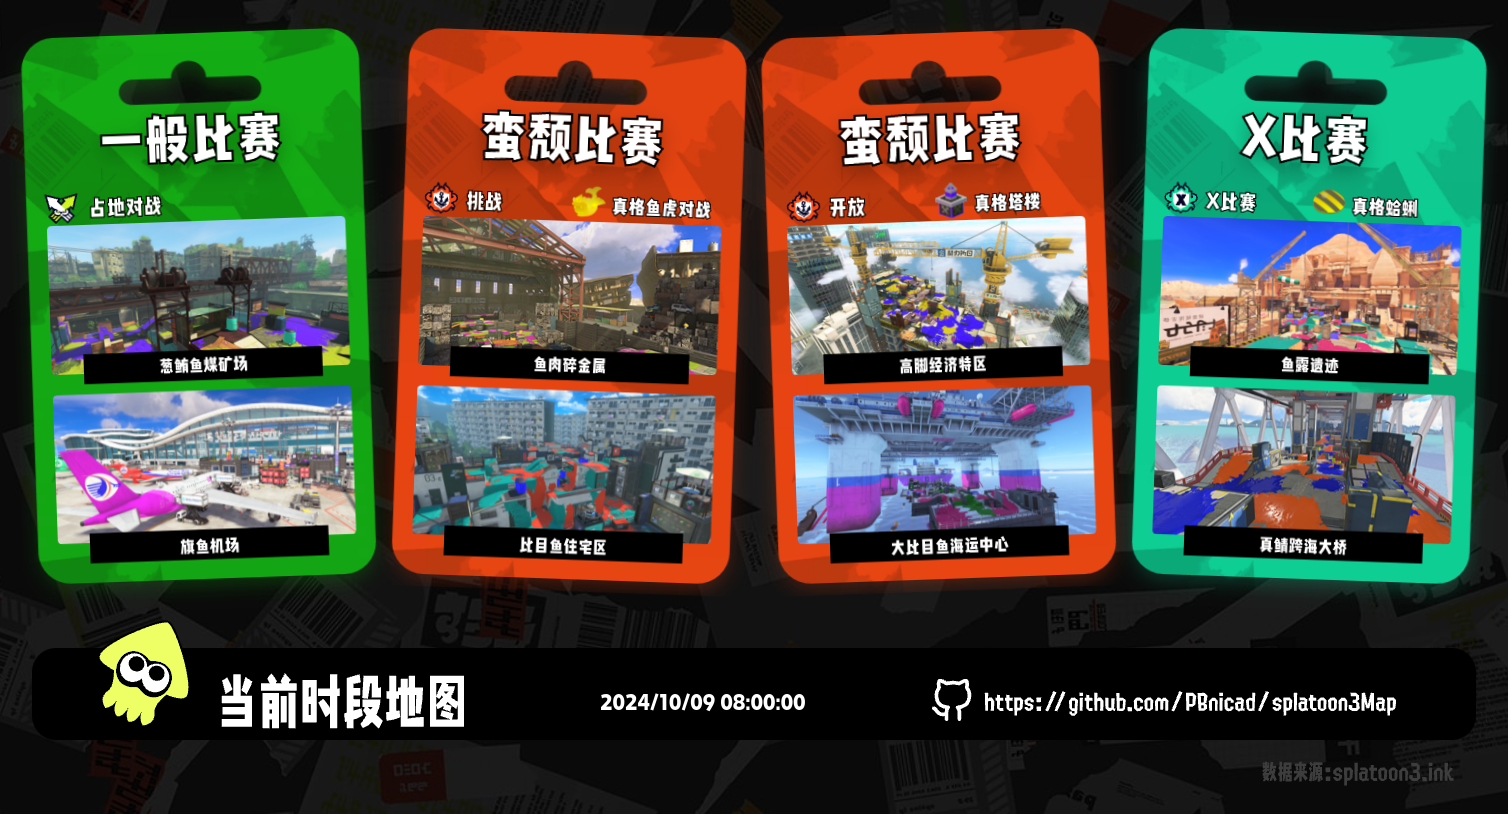 一般比赛
占地对战
葱鲔鱼煤矿场
旗鱼机场
蛮颓比赛
挑战
真格鱼虎对战
鱼肉碎金属
比目鱼住宅区
蛮颓比赛
开放
真格塔楼
高脚经济特区
大比目鱼海运中心
X比赛
X比赛
真格蛤蜊
鱼露遗迹
真鲭跨海大桥
当前时段地图
2024/10/09 08:00:00
https://github.com/PBnicad/splatoon3Map
数据来源:splatoon3.ink